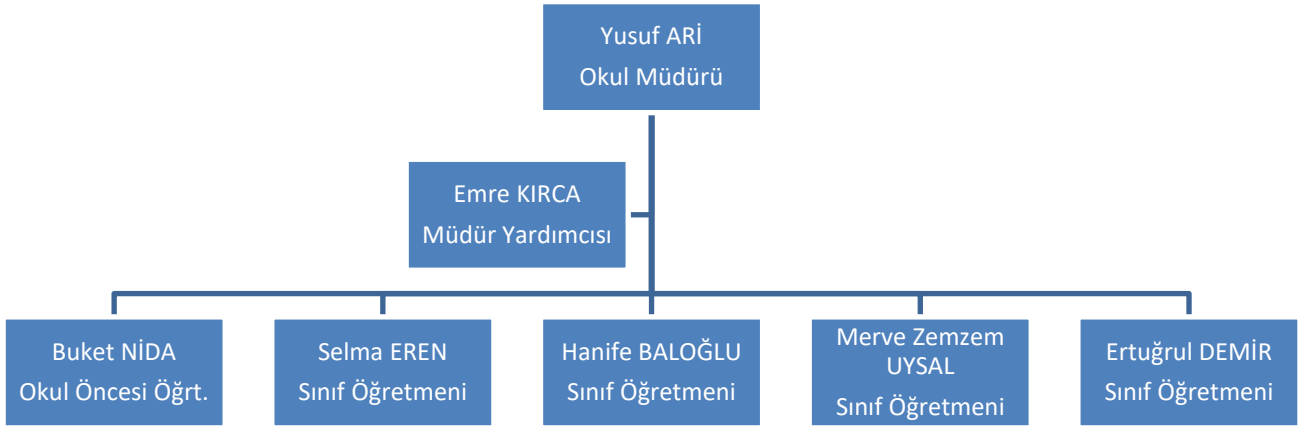 Yusuf ARİ
Okul Müdürü
Emre KIRCA
Müdür Yardımcısı
Buket NİDA
Okul Öncesi Öğrt.
Selma EREN
Sınıf Öğretmeni
Hanife BALOĞLU
Sınıf Öğretmeni
Merve Zemzem
UYSAL
Sınıf Öğretmeni
Ertuğrul DEMİR
Sınıf Öğretmeni